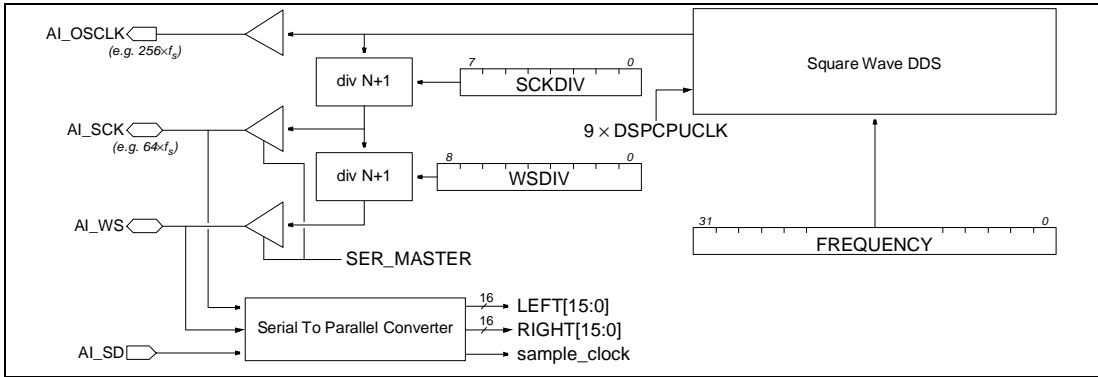 AI_OSCLK
(e.g. 256×fs)
Square Wave DDS
div N+1
7 0
SCKDIV
9 × DSPCPUCLK
AI_SCK
(e.g. 64×fs)
div N+1
8 0
WSDIV
AI_WS
31 0
FREQUENCY
SER_MASTER
Serial To Parallel Converter
16
LEFT[15:0]
16
RIGHT[15:0]
AI_SD
sample_clock